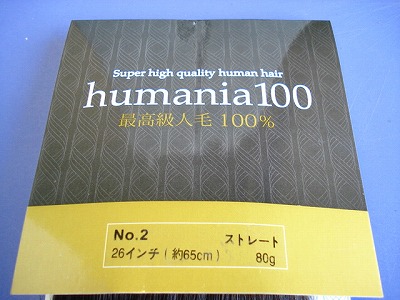 Super high quality human hair
humania100
最高級人毛 100%
No.2 ストレート
26インチ(約65cm) 80g